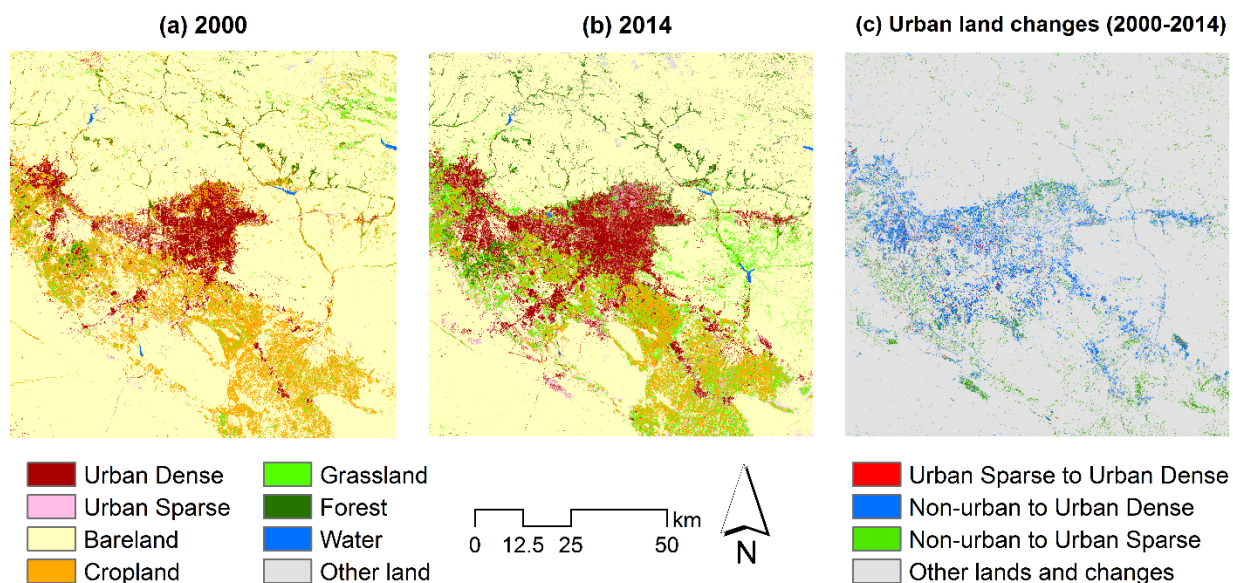 (a) 2000
(b) 2014
(c) Urban land changes (2000-2014)
Urban Dense
Urban Sparse
Bareland
Cropland
Grassland
Forest
Water
Other land
km
0 12.5 25 50
N
Urban Sparse to Urban Dense
Non-urban to Urban Dense
Non-urban to Urban Sparse
Other lands and changes